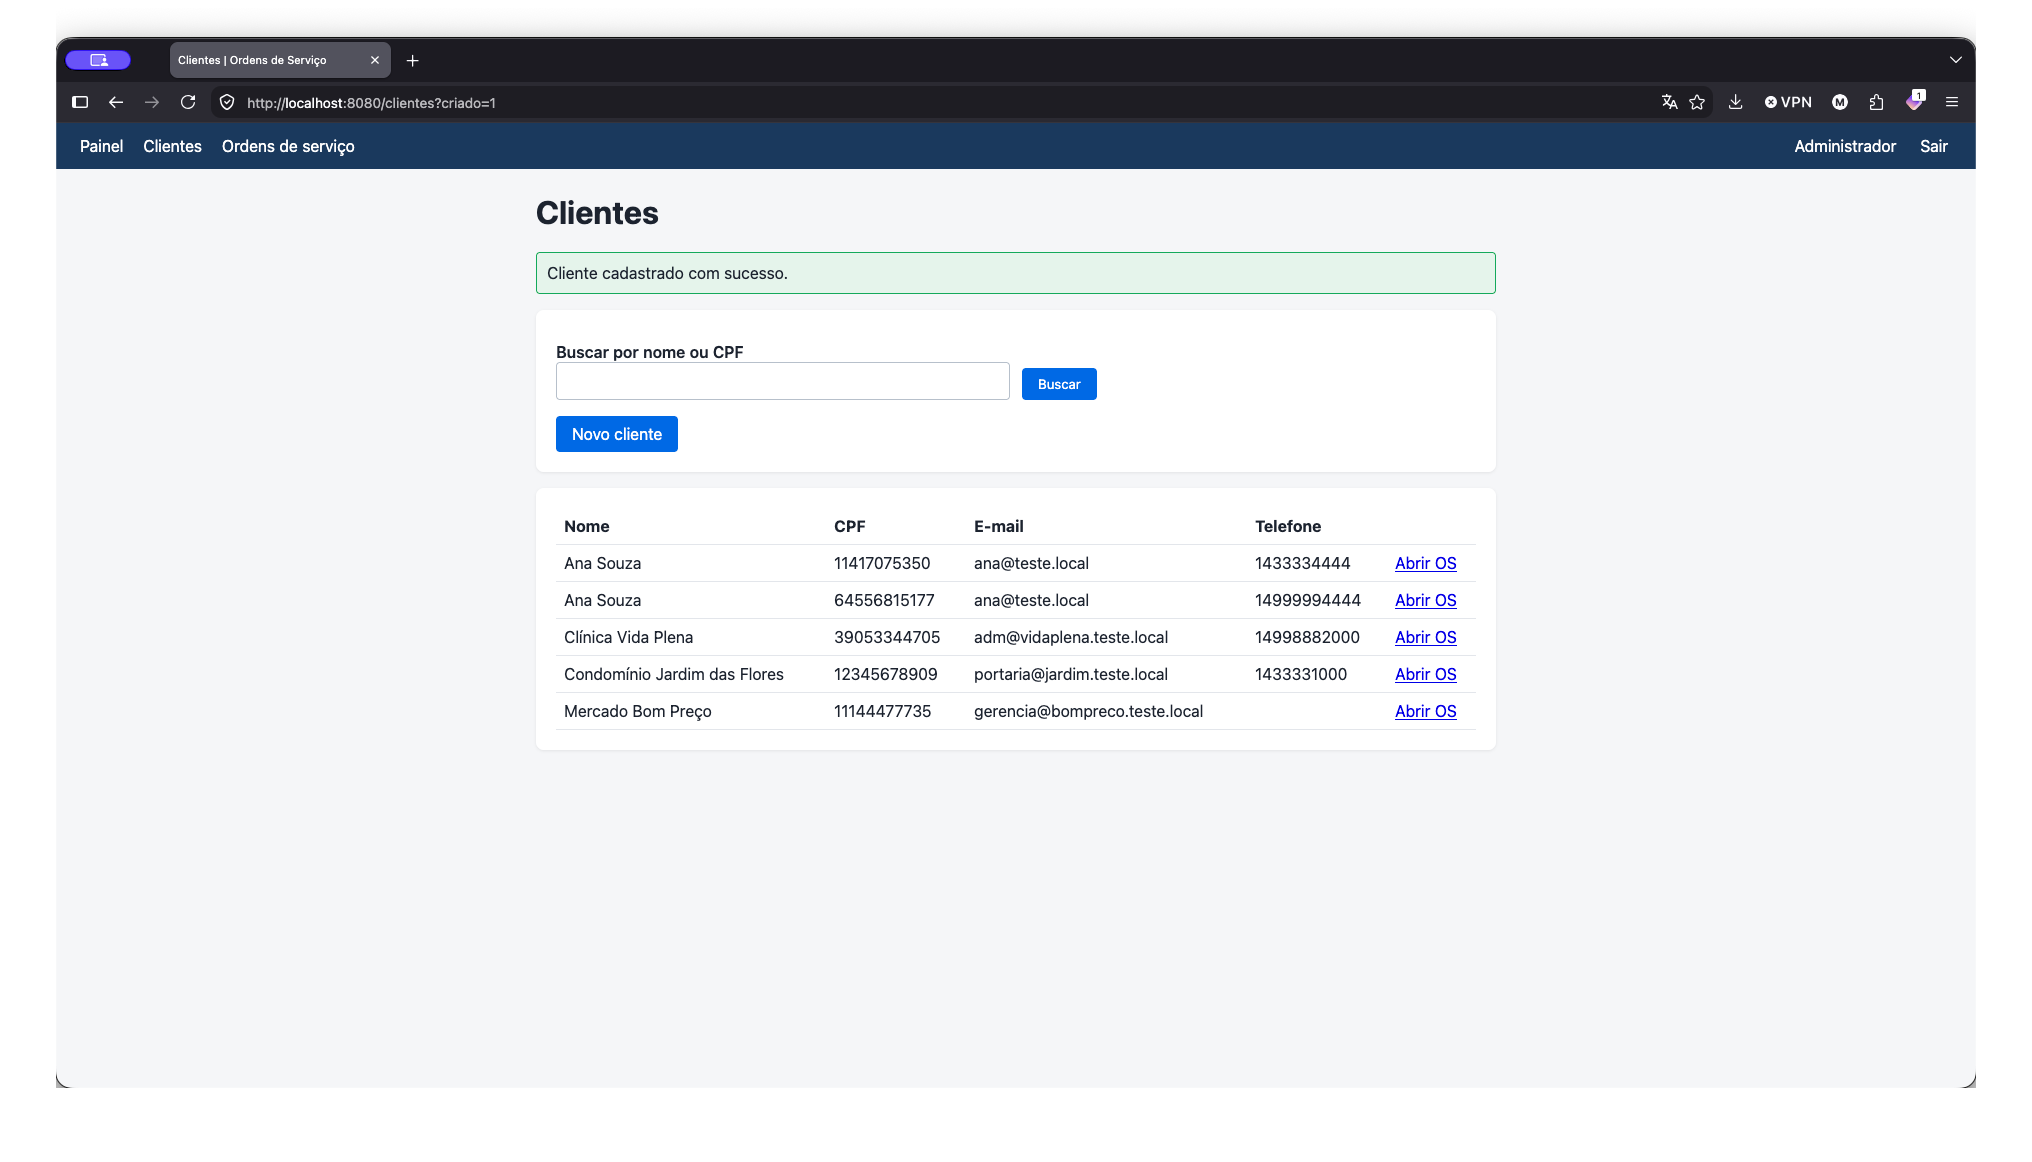 Clientes | Ordens de Serviço
http://localhost:8080/clientes?criado=1
VPN
M
1
Painel Clientes Ordens de serviço Administrador Sair
Clientes
Cliente cadastrado com sucesso.
Buscar por nome ou CPF
Buscar
Novo cliente
Nome CPF E-mail Telefone
Ana Souza 11417075350 ana@teste.local 1433334444 Abrir OS
Ana Souza 64556815177 ana@teste.local 14999994444 Abrir OS
Clínica Vida Plena 39053344705 adm@vidaplena.teste.local 14998882000 Abrir OS
Condomínio Jardim das Flores 12345678909 portaria@jardim.teste.local 1433331000 Abrir OS
Mercado Bom Preço 11144477735 gerencia@bompreco.teste.local Abrir OS